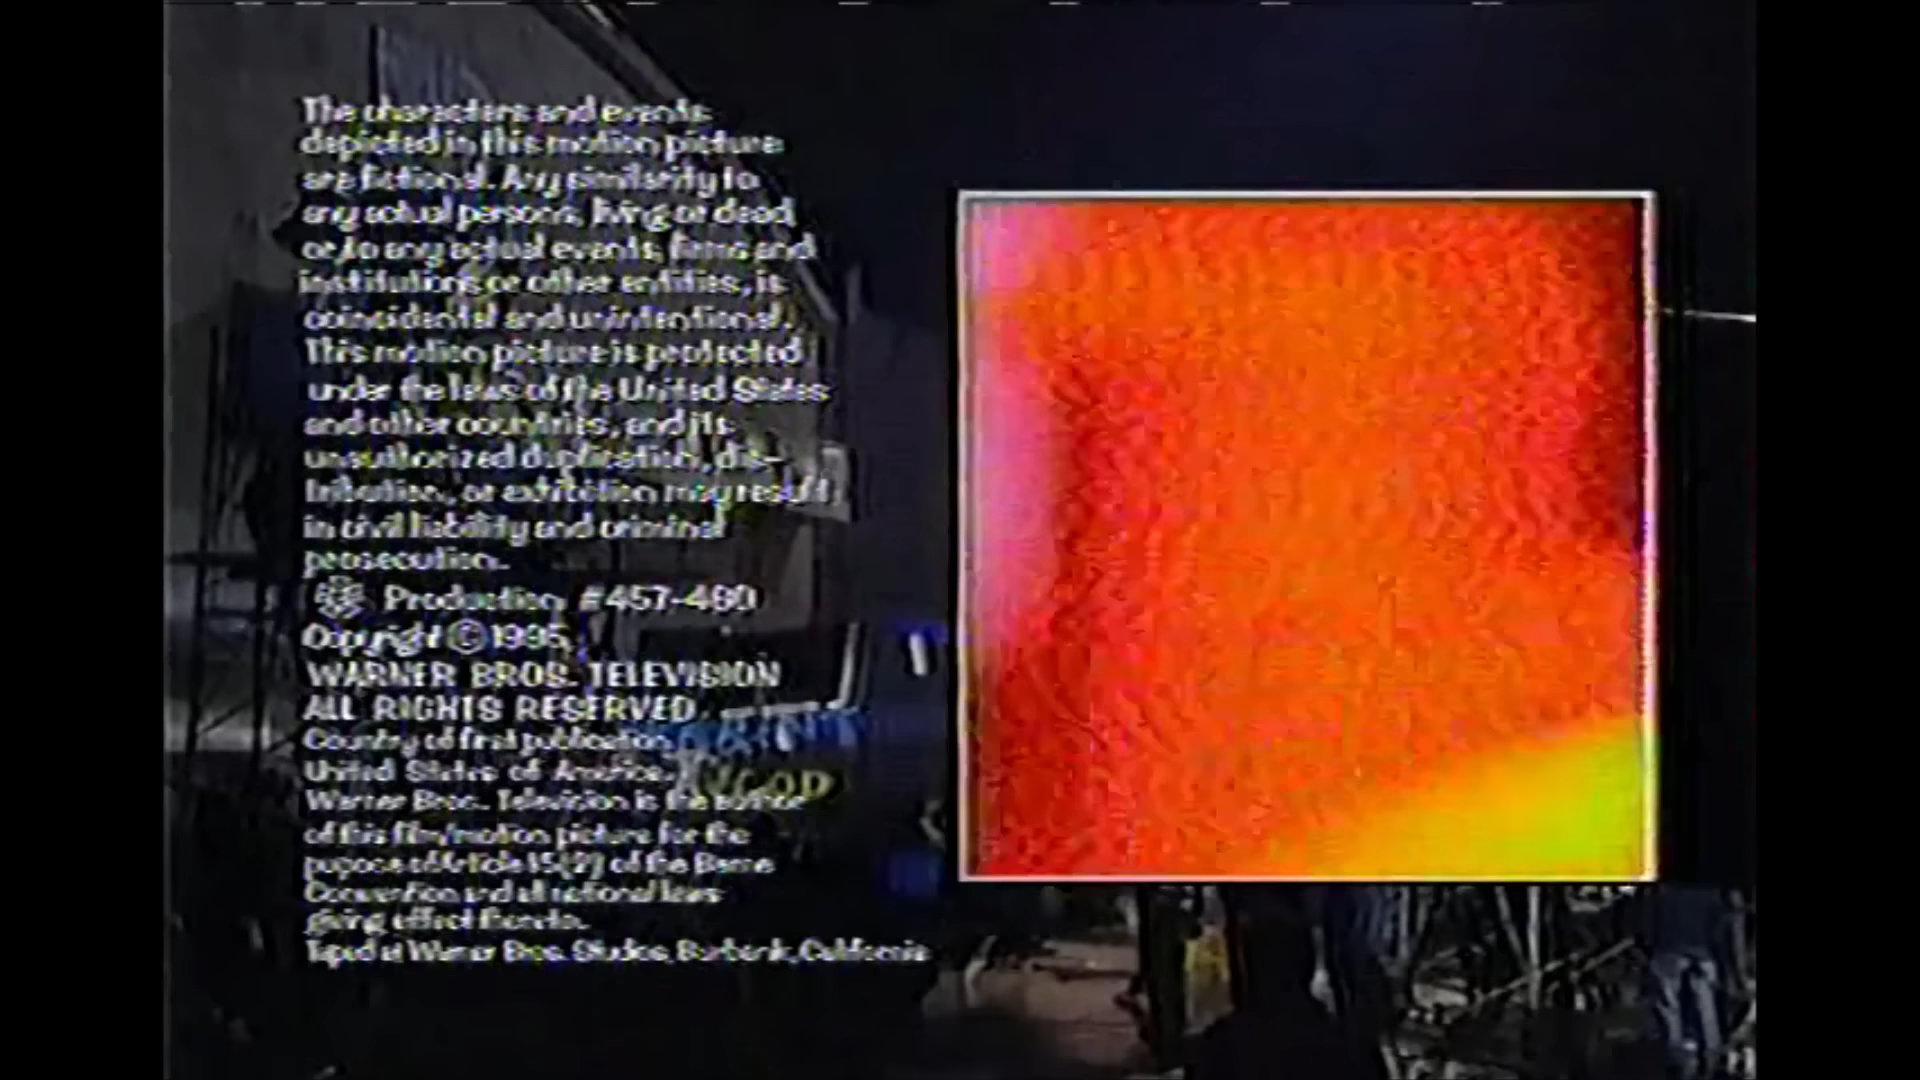 The characters and events
depicted in this motion picture
are fictional. Any similarity to
any actual persons, living or dead,
or to any actual events, firms and
institutions or other entities, is
coincidental and unintentional.
This motion picture is protected
under the laws of the United States
and other countries, and its
unauthorized duplication, dis-
tribution, or exhibition may result
in civil liability and criminal
prosecution.
Production #457-480
Copyright © 1995
WARNER BROS. TELEVISION
ALL RIGHTS RESERVED.
Country of first publication
United States of America.
Warner Bros. Television is the author
of this film/motion picture for the
pupose of Article 15(2) of the Berne
Convention and all national laws
giving effect thereto.
Taped at Warner Bros. Studios, Burbank, California